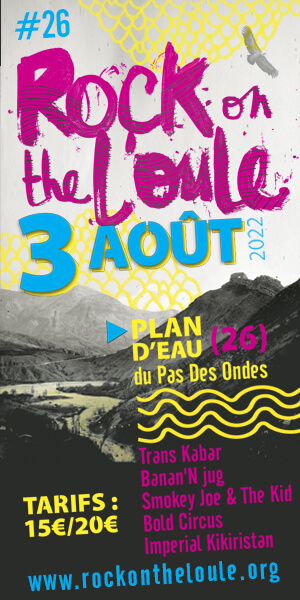 #26
Rock on
the Loule
3 AOÛT
2022
PLAN
D'EAU (26)
du Pas Des Ondes
Trans Kabar
Banan'N jug
Smokey Joe & The Kid
Bold Circus
Imperial Kikiristan
TARIFS :
15€/20€
www.rockontheloule.org